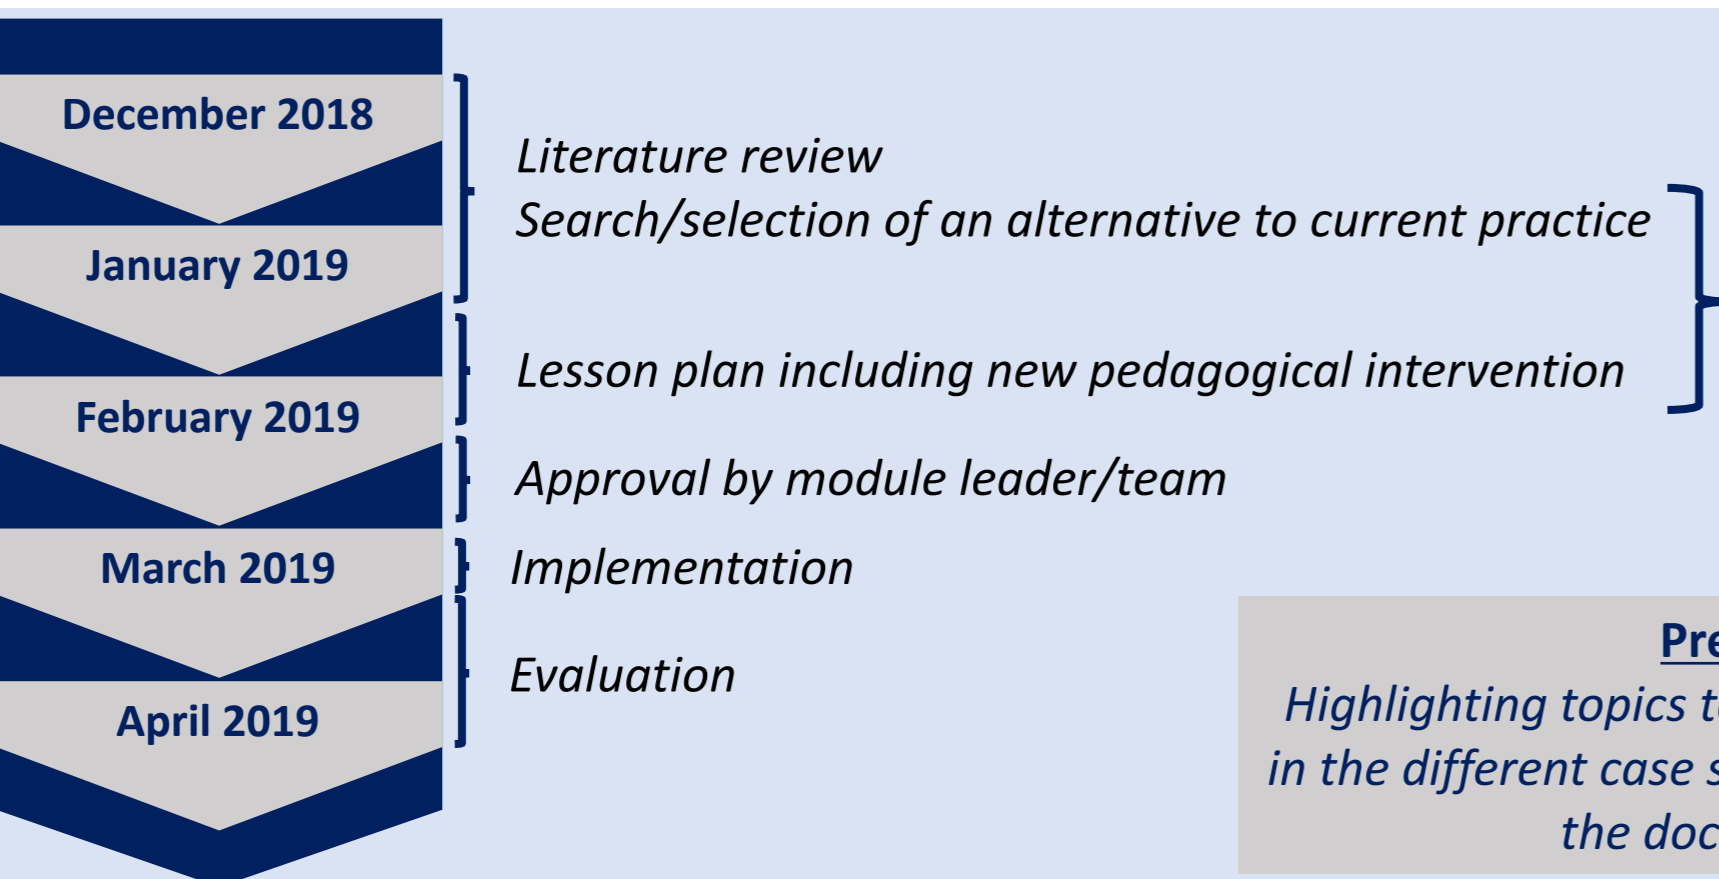 December 2018
Literature review
Search/selection of an alternative to current practice
January 2019
Lesson plan including new pedagogical intervention
February 2019
Approval by module leader/team
March 2019
Implementation
Evaluation
April 2019
Highlighting topics
in the different case
the